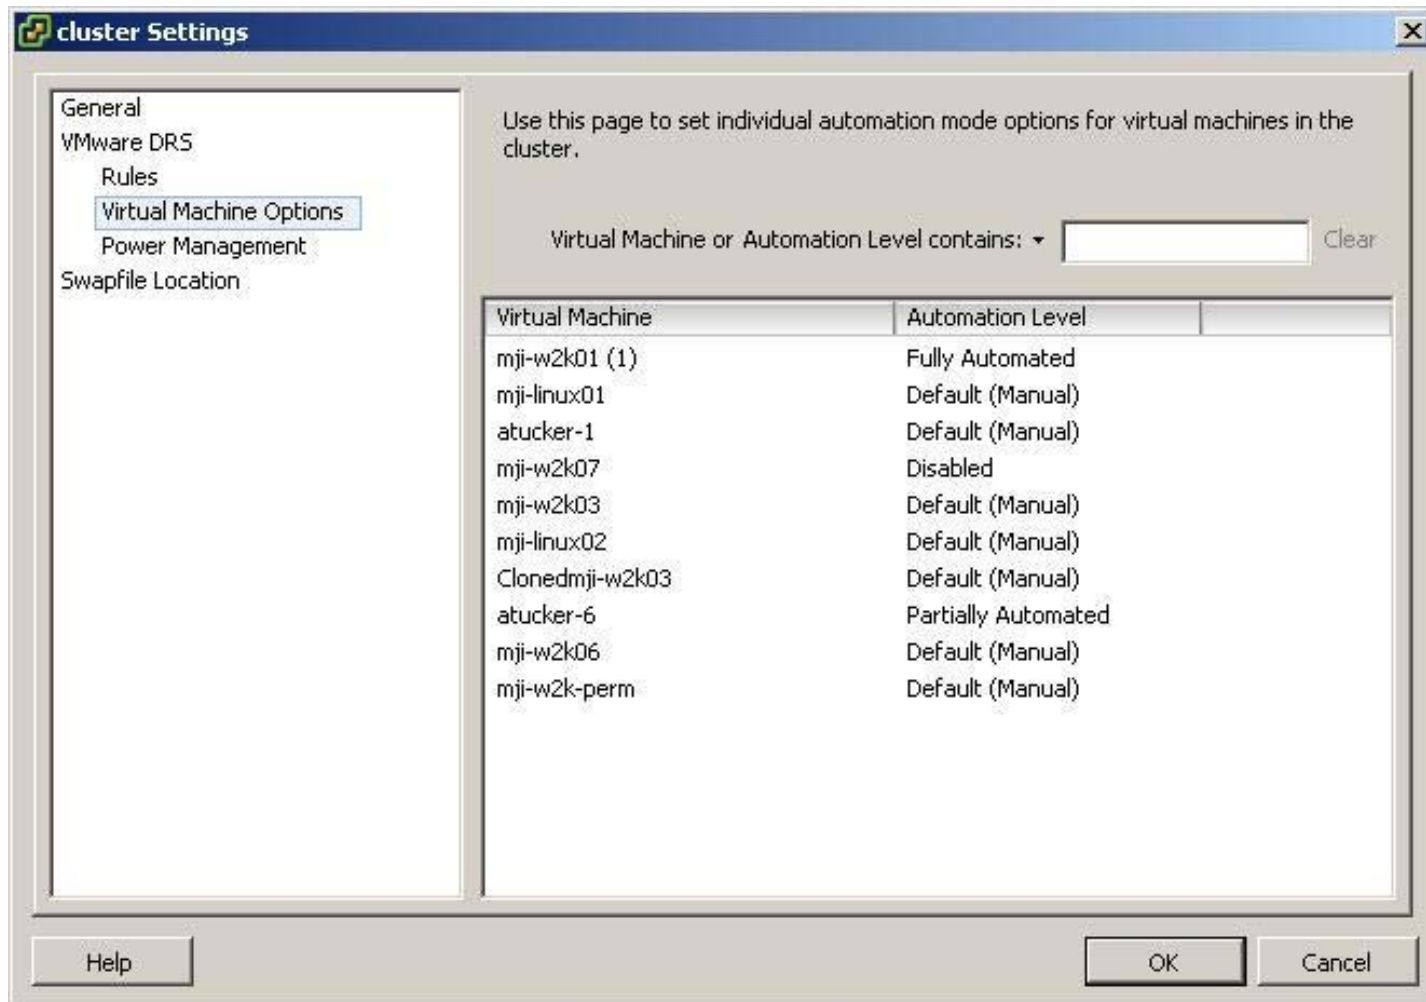 cluster Settings
General
VMware DRS
Rules
Virtual Machine Options
Power Management
Swapfile Location
Use this page to set individual automation mode options for virtual machines in the
cluster.
Virtual Machine or Automation Level contains: Clear
Virtual Machine Automation Level
mji-w2k01 (1) Fully Automated
mji-linux01 Default (Manual)
atucker-1 Default (Manual)
mji-w2k07 Disabled
mji-w2k03 Default (Manual)
mji-linux02 Default (Manual)
Clonedmji-w2k03 Default (Manual)
atucker-6 Partially Automated
mji-w2k06 Default (Manual)
mji-w2k-perm Default (Manual)
Help OK Cancel